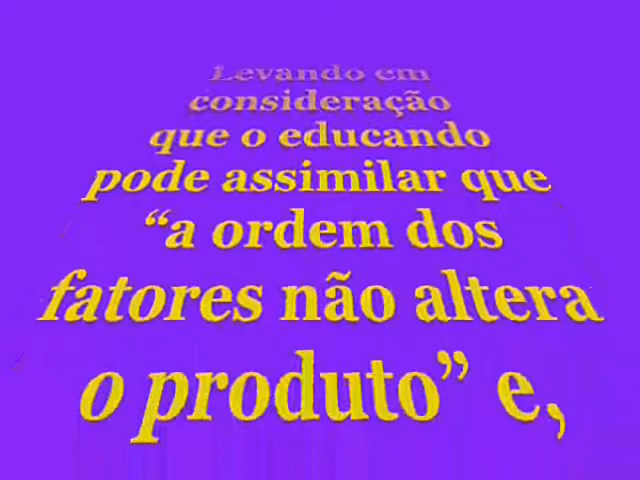 Levando em
consideração
que o educando
pode assimilar que
“a ordem dos
fatores não altera
o produto” e,